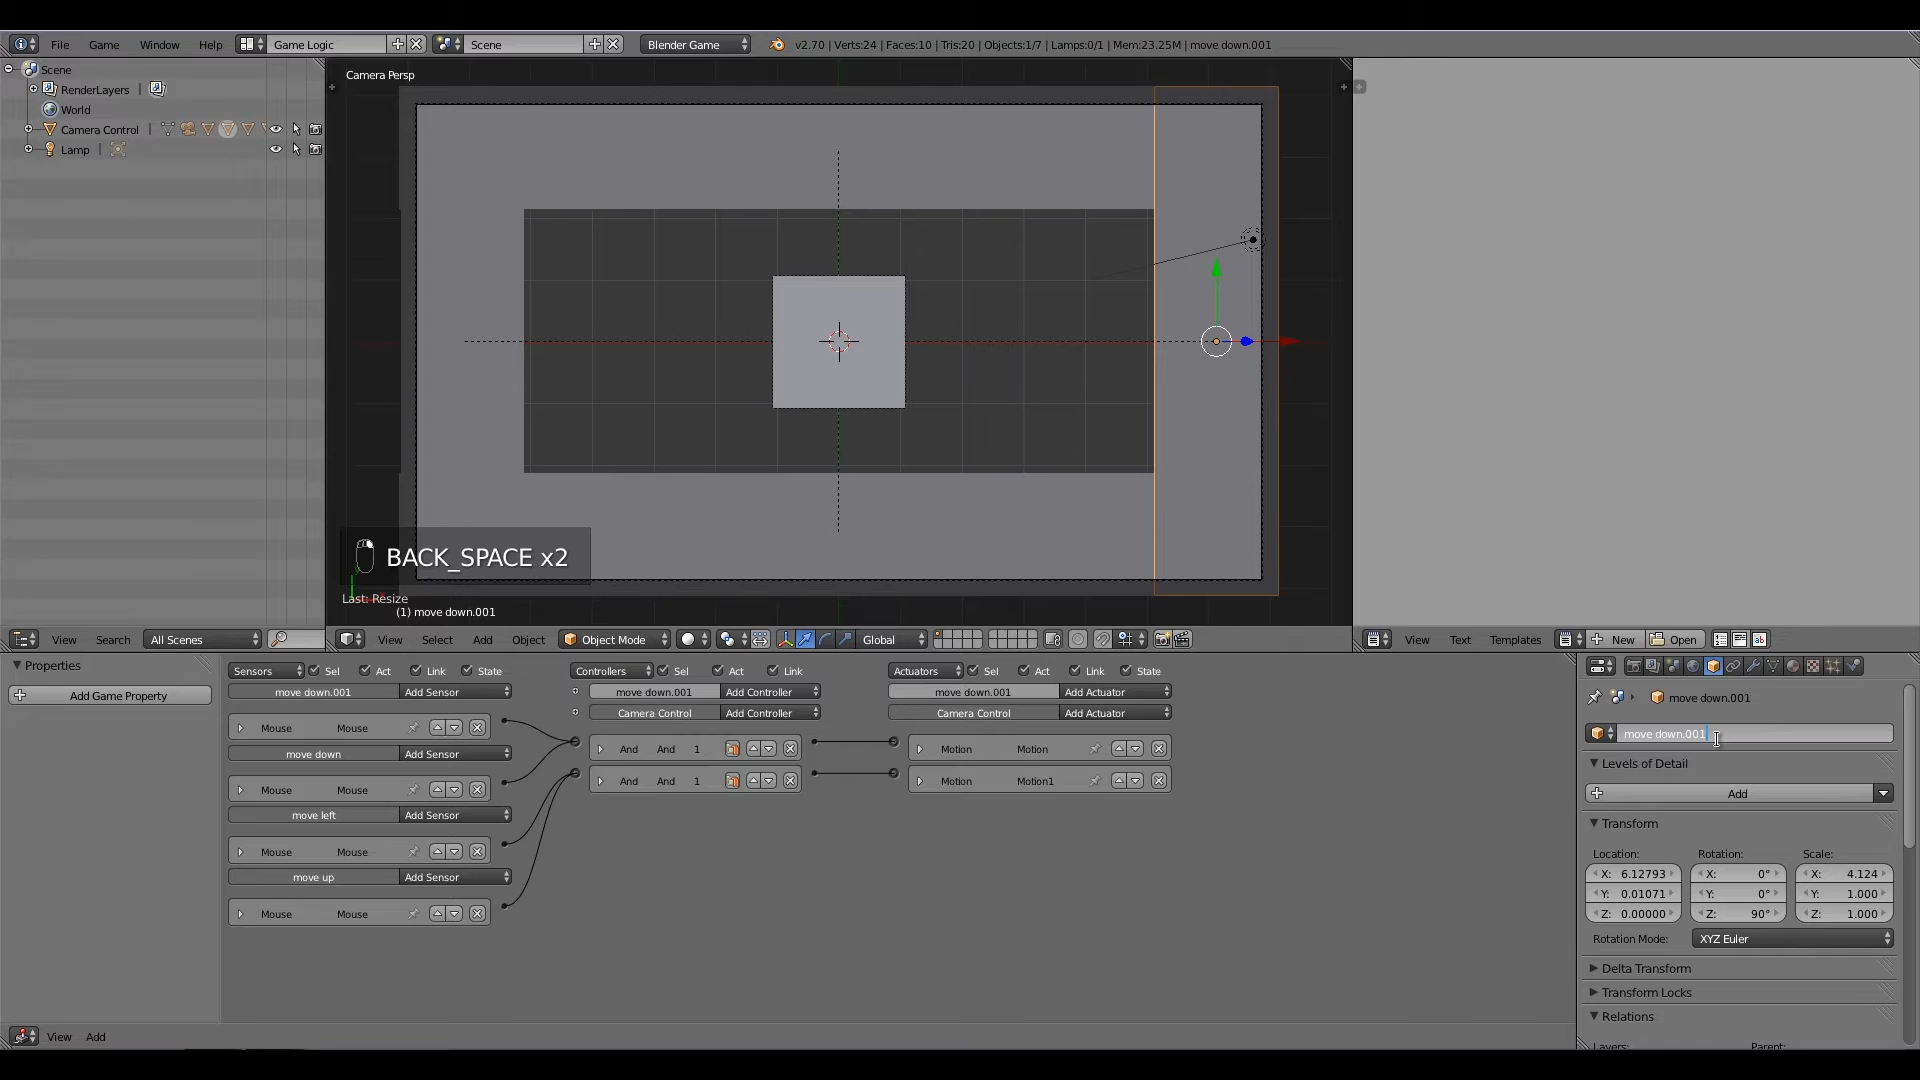 File Game Window Help Game Logic Scene Blender Game v2.70 | Verts:24 | Faces:10 | Tris:20 | Objects:1/7 | Lamps:0/1 | Mem:23.25M | move down.001
Scene
RenderLayers |
World
Camera Control |
Lamp |
Camera Persp
BACK_SPACE x2
Last: Resize
(1) move down.001
View Search All Scenes
View Select Add Object Object Mode Global
View Text Templates New Open
Properties
Add Game Property
Sensors Sel Act Link State
move down.001 Add Sensor
Mouse Mouse
move down Add Sensor
Mouse Mouse
move left Add Sensor
Mouse Mouse
move up Add Sensor
Mouse Mouse
Controllers Sel Act Link
move down.001 Add Controller
Camera Control Add Controller
And And 1
And And 1
Actuators Sel Act Link State
move down.001 Add Actuator
Camera Control Add Actuator
Motion Motion
Motion Motion1
move down.001
move down.001
Levels of Detail
Add
Transform
Location: Rotation: Scale:
X: 6.12793 X: 0° X: 4.124
Y: 0.01071 Y: 0° Y: 1.000
Z: 0.00000 Z: 90° Z: 1.000
Rotation Mode: XYZ Euler
Delta Transform
Transform Locks
Relations
Layers: Parent:
View Add